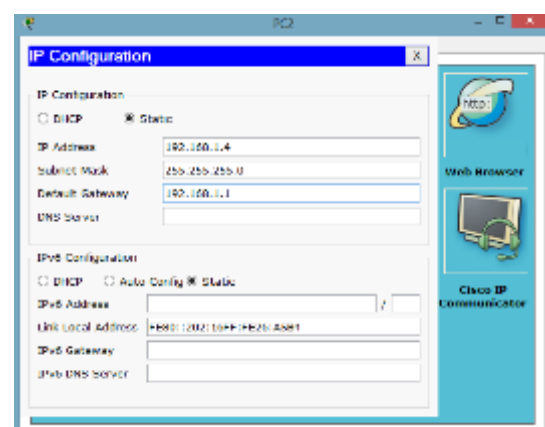 PC2
IP Configuration X
IP Configuration
DHCP Static
IP Address 192.168.1.4
Subnet Mask 255.255.255.0
Default Gateway 192.168.1.1
DNS Server
IPv6 Configuration
DHCP Auto Config Static
IPv6 Address /
Link Local Address
IPv6 Gateway
IPv6 DNS Server
http:
Web Browser
Cisco IP
Communicator